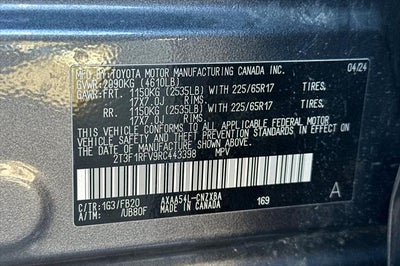 MFD. BY: TOYOTA MOTOR MANUFACTURING CANADA INC. 04/24
GVWR: 2090KG (4610LB)
GAWR: FRT. 1150KG (2535LB) WITH 225/65R17 TIRES,
17X7.0J RIMS,
RR. 1150KG (2535LB) WITH 225/65R17 TIRES,
17X7.0J RIMS,
THIS VEHICLE CONFORMS TO ALL APPLICABLE FEDERAL MOTOR
VEHICLE SAFETY AND THEFT PREVENTION STANDARDS IN
EFFECT ON THE DATE OF MANUFACTURE SHOWN ABOVE.
2T3F1RFV9RC443398 MPV
C/TR: 1G3/FB20 AXAA54L-CNZXBA A
A/TM: /UB80F MADE IN CANADA 169